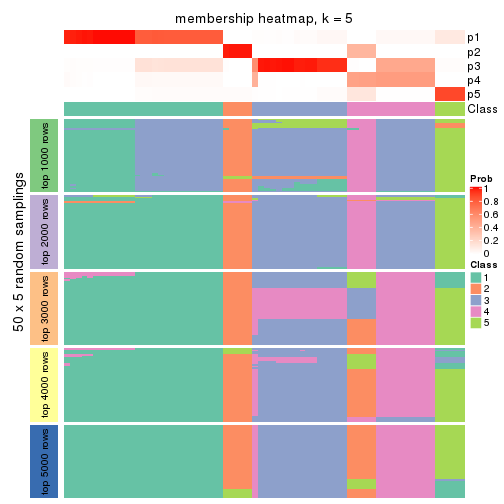 membership heatmap, k = 5
p1
p2
p3
p4
p5
Class
50 x 5 random samplings
top 1000 rows
top 2000 rows
top 3000 rows
top 4000 rows
top 5000 rows
Prob
1
0.8
0.6
0.4
0.2
0
Class
1
2
3
4
5